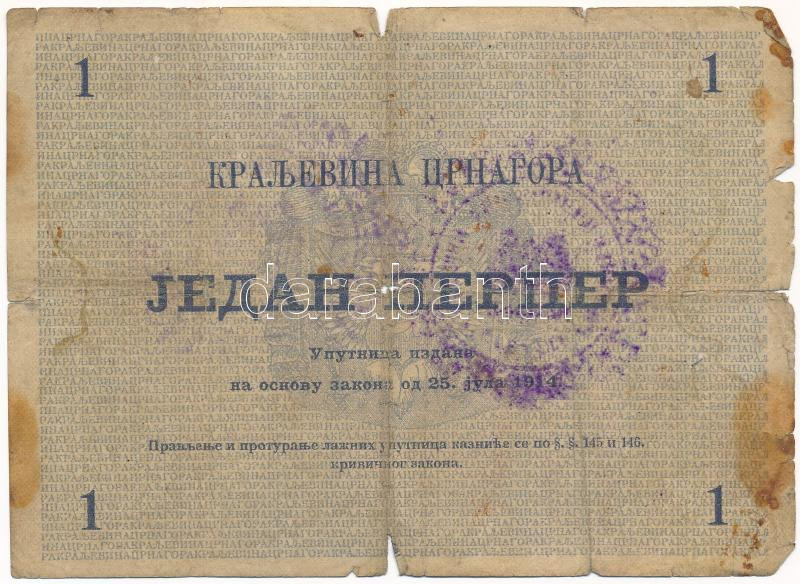 1
1
КРАЉЕВИНА ЦРНАГОРА
ЈЕДАН ПЕРПЕР
darabanth
Упутница издана
на основу закона од 25. јула 1914.
Прављење и протурање лажних упутница казниће се по §. §. 145 и 146.
кривичног закона.
1
1